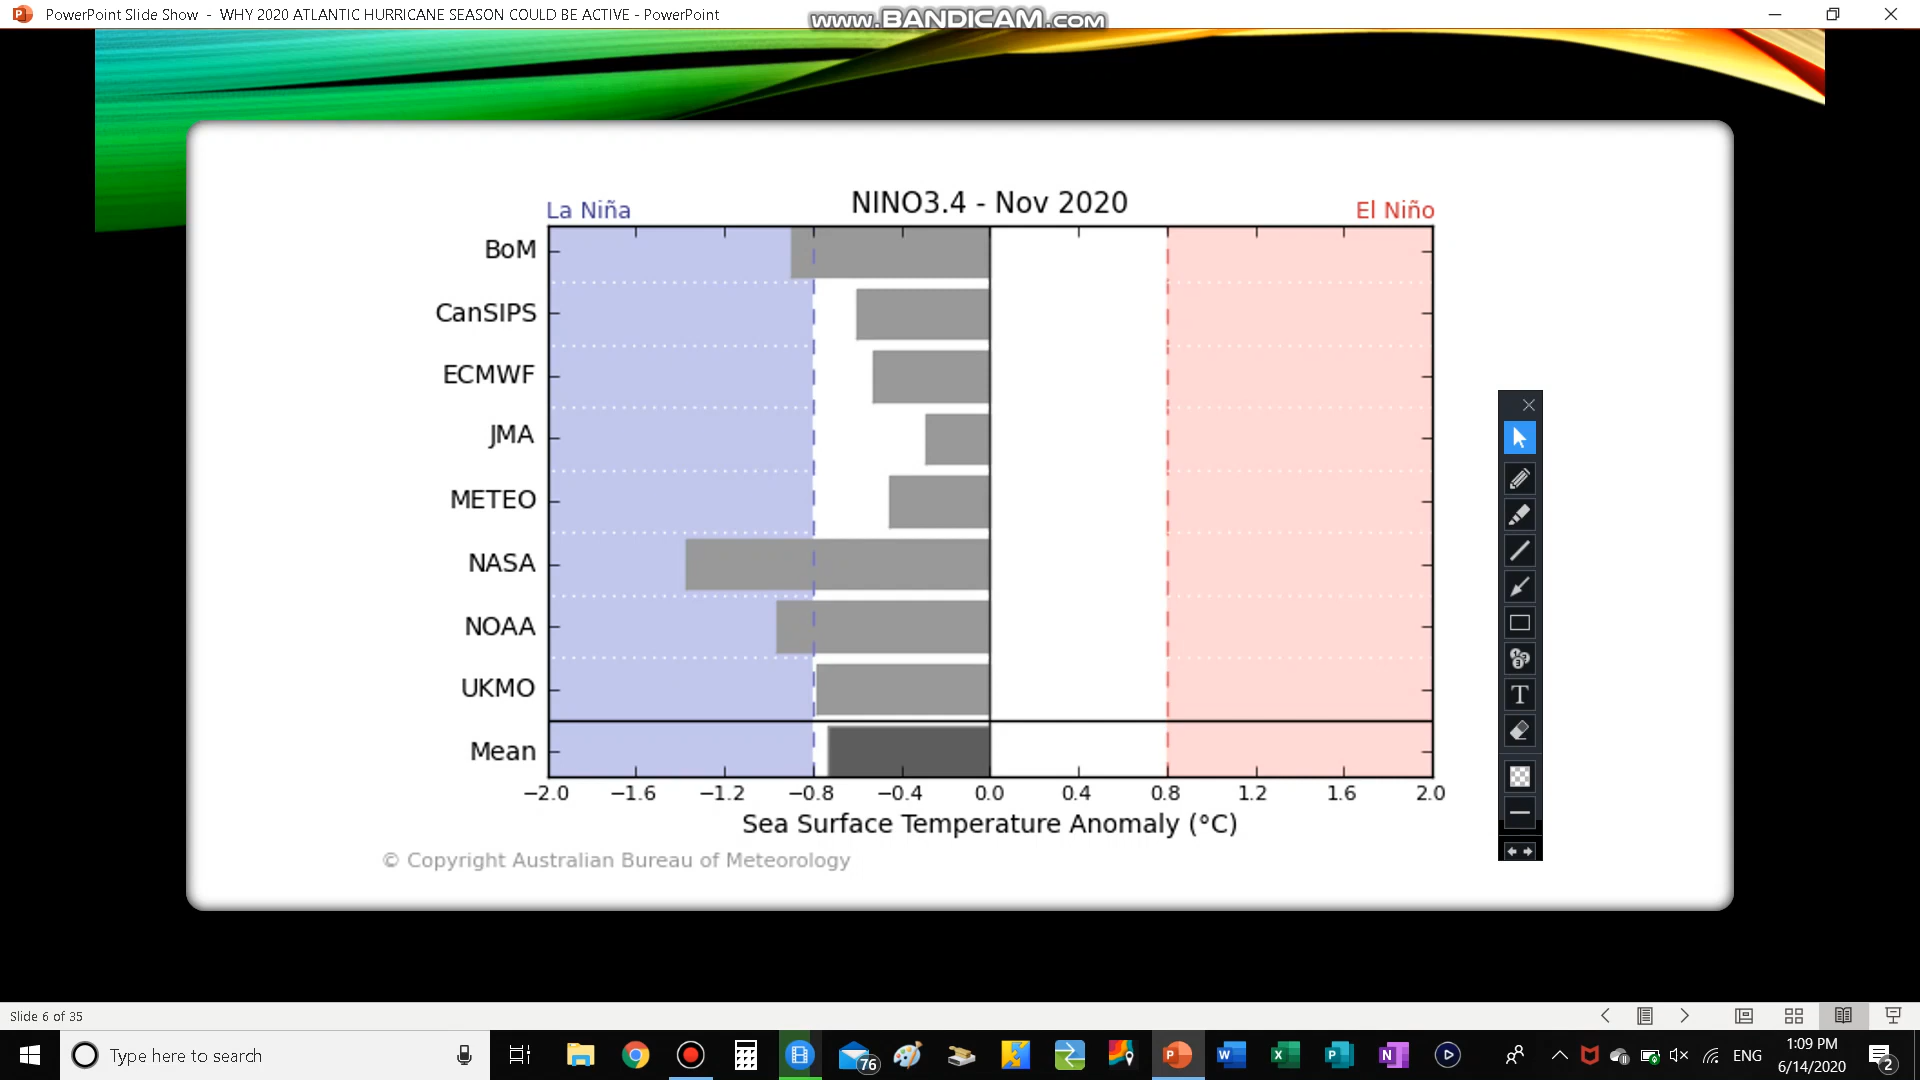 PowerPoint Slide Show - WHY 2020 ATLANTIC HURRICANE SEASON COULD BE ACTIVE - PowerPoint
www.BANDICAM.com
NINO3.4 - Nov 2020
La Niña
El Niño
BoM
CanSIPS
ECMWF
JMA
METEO
NASA
NOAA
UKMO
Mean
−2.0 −1.6 −1.2 −0.8 −0.4 0.0 0.4 0.8 1.2 1.6 2.0
Sea Surface Temperature Anomaly (°C)
© Copyright Australian Bureau of Meteorology
T
Slide 6 of 35
Type here to search
76
ENG
1:09 PM
6/14/2020
2